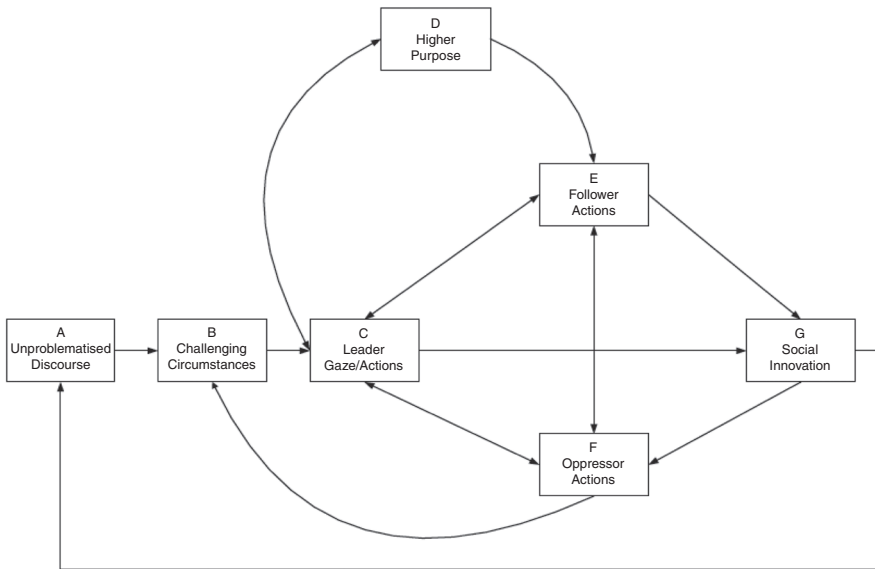 D
Higher
Purpose
E
Follower
Actions
A
Unproblematised
Discourse
B
Challenging
Circumstances
C
Leader
Gaze/Actions
G
Social
Innovation
F
Oppressor
Actions